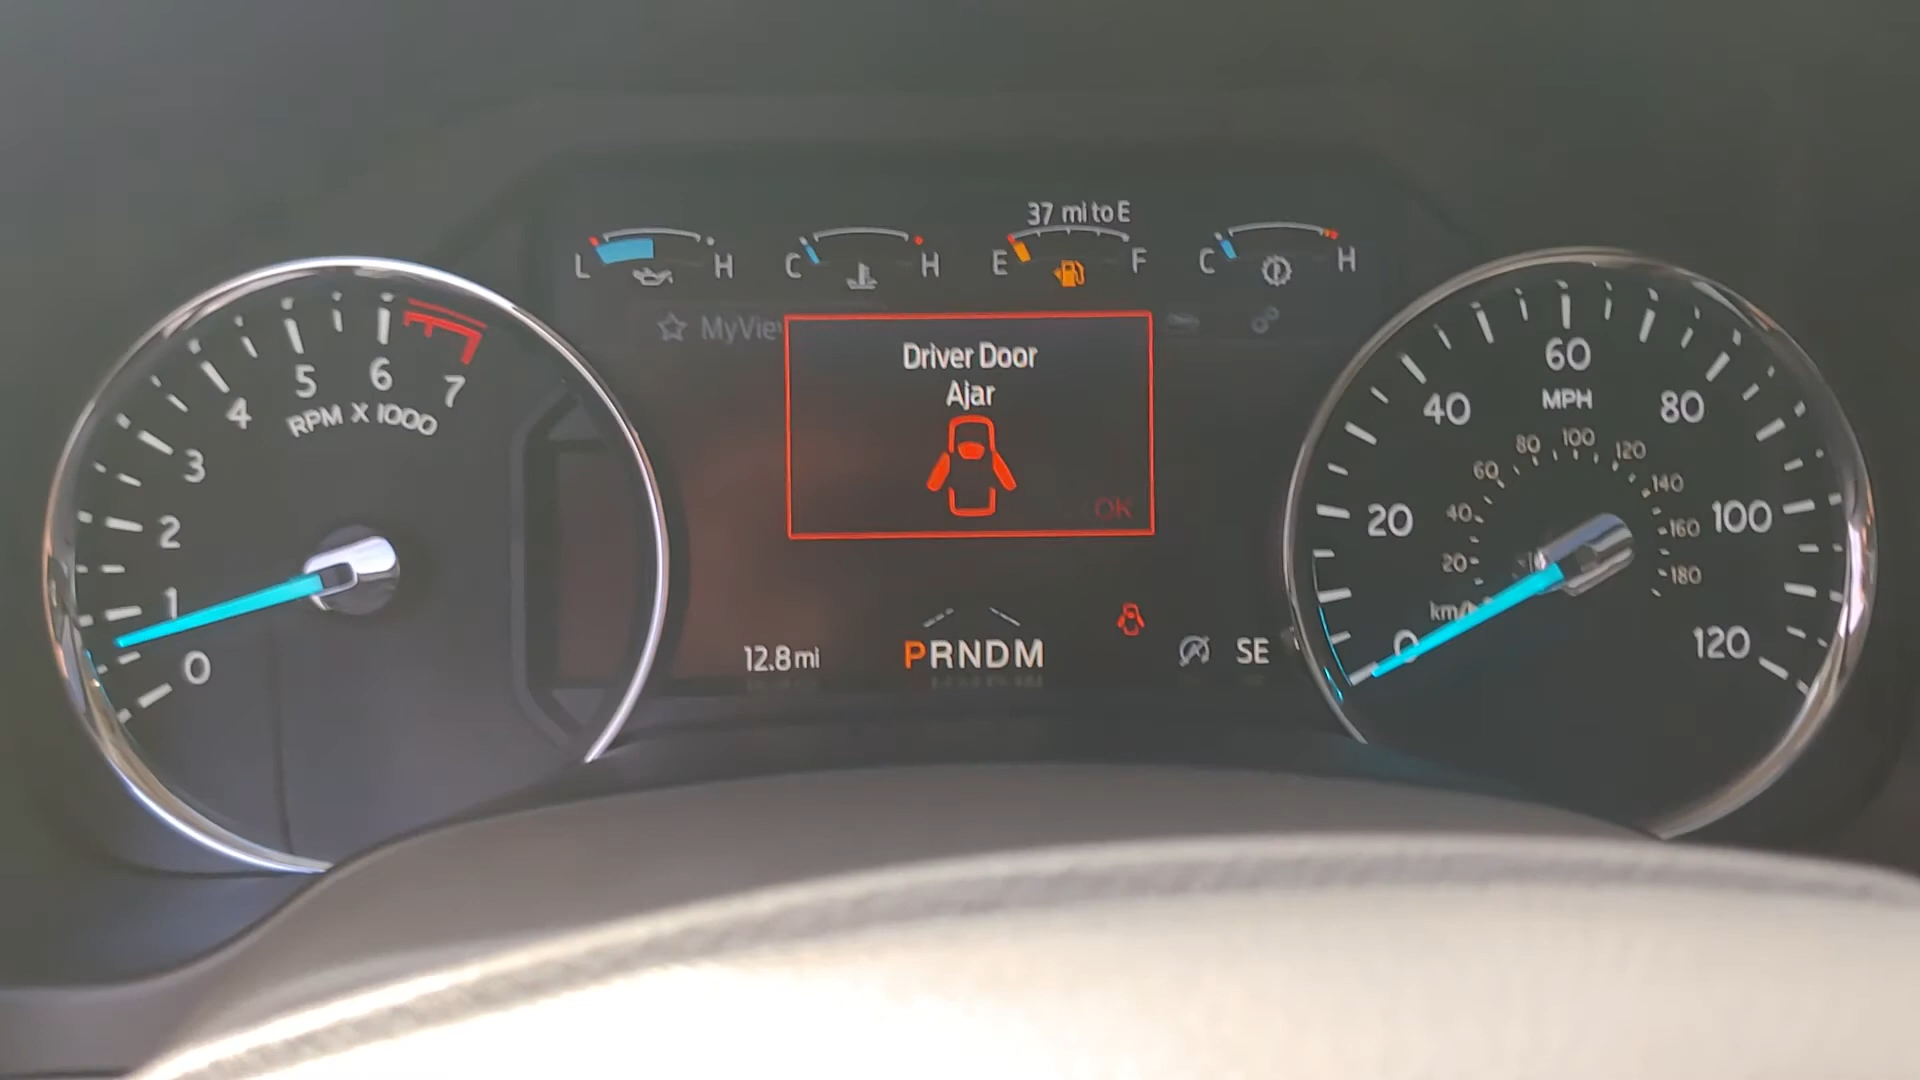 37 mi to E
L H
C H
E F
C H
MyVie
Driver Door
Ajar
OK
0 1 2 3 4 5 6 7
RPM X 1000
0 20 40 60 80 100 120
MPH
20 40 60 80 100 120 140 160 180
km/
12.8 mi
PRNDM
SE